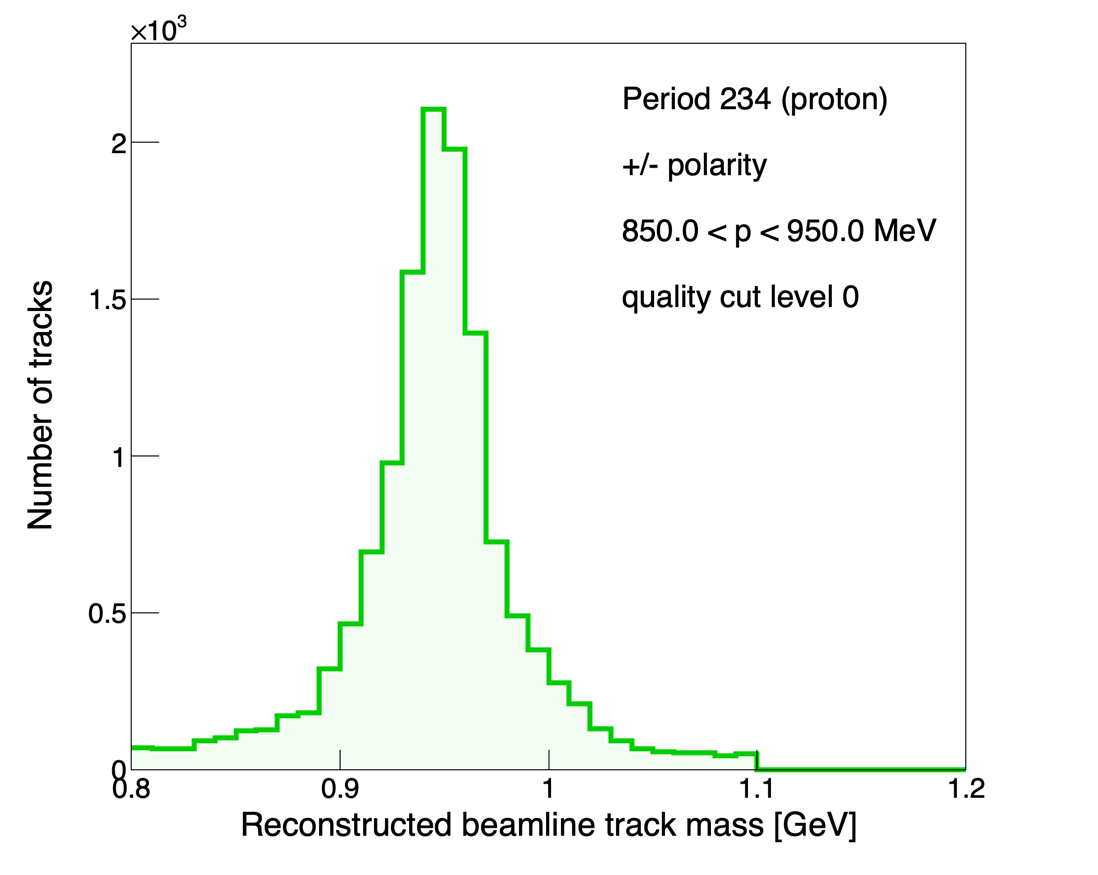 ×10³
Period 234 (proton)
+/- polarity
850.0 < p < 950.0 MeV
quality cut level 0
Number of tracks
2
1.5
1
0.5
0
0.8 0.9 1 1.1 1.2
Reconstructed beamline track mass [GeV]